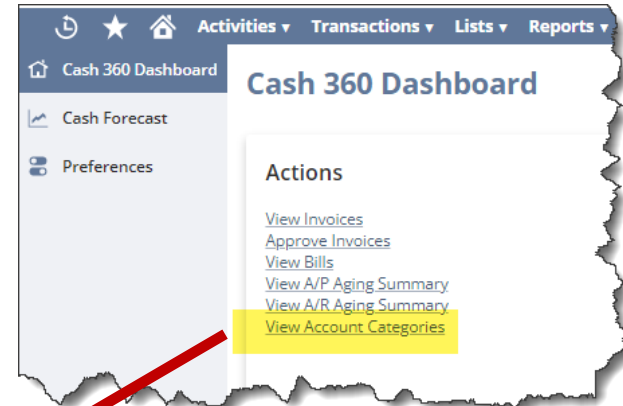 Activities ▾ Transactions ▾ Lists ▾ Reports ▾
Cash 360 Dashboard
Cash Forecast
Preferences
Cash 360 Dashboard
Actions
View Invoices
Approve Invoices
View Bills
View A/P Aging Summary
View A/R Aging Summary
View Account Categories